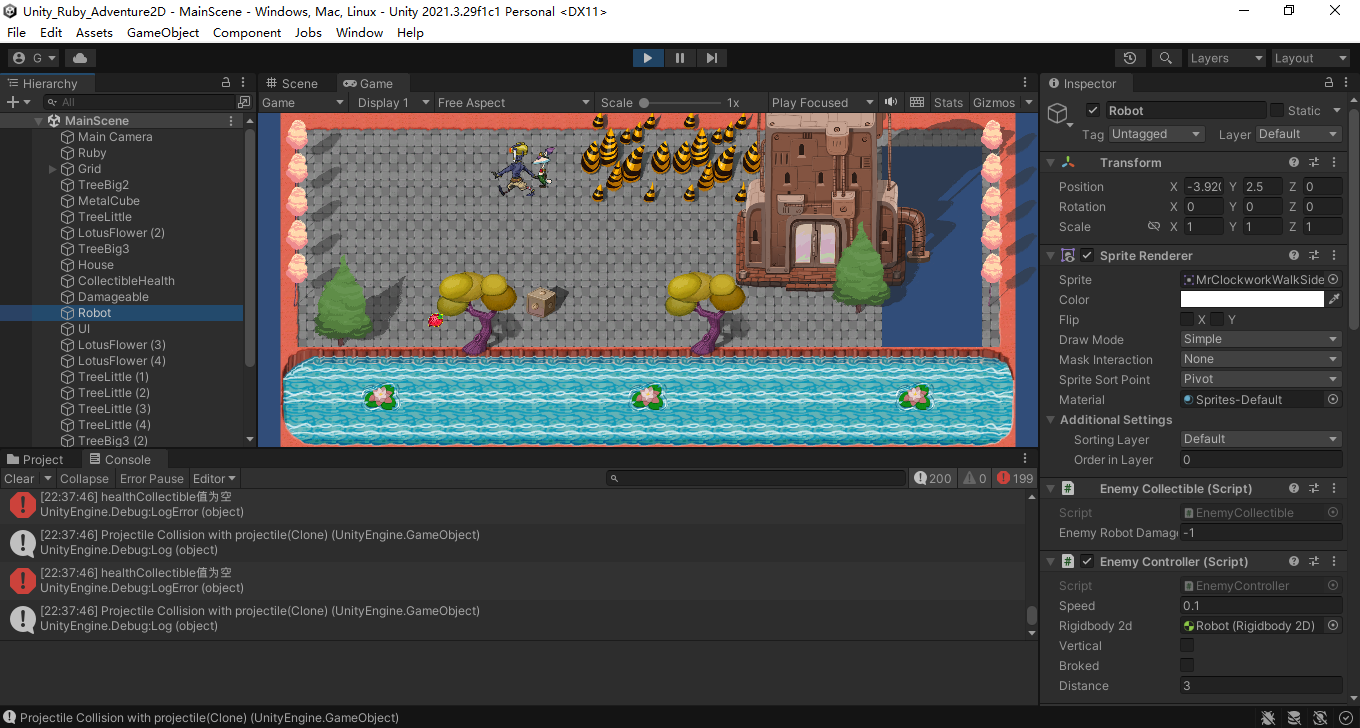 Unity_Ruby_Adventure2D - MainScene - Windows, Mac, Linux - Unity 2021.3.29f1c1 Personal <DX11>
File Edit Assets GameObject Component Jobs Window Help
G Layers Layout
Hierarchy
All
MainScene
Main Camera
Ruby
Grid
TreeBig2
MetalCube
TreeLittle
LotusFlower (2)
TreeBig3
House
CollectibleHealth
Damageable
Robot
UI
LotusFlower (3)
LotusFlower (4)
TreeLittle (1)
TreeLittle (2)
TreeLittle (3)
TreeLittle (4)
TreeBig3 (2)
Scene Game
Game Display 1 Free Aspect Scale 1x Play Focused Stats Gizmos
Inspector
Robot Static
Tag Untagged Layer Default
Transform
Position X -3.920 Y 2.5 Z 0
Rotation X 0 Y 0 Z 0
Scale X 1 Y 1 Z 1
Sprite Renderer
Sprite MrClockworkWalkSide
Color
Flip X Y
Draw Mode Simple
Mask Interaction None
Sprite Sort Point Pivot
Material Sprites-Default
Additional Settings
Sorting Layer Default
Order in Layer 0
Enemy Collectible (Script)
Script EnemyCollectible
Enemy Robot Damag -1
Enemy Controller (Script)
Script EnemyController
Speed 0.1
Rigidbody 2d Robot (Rigidbody 2D)
Vertical
Broked
Distance 3
Project Console
Clear Collapse Error Pause Editor 200 0 199
[22:37:46] healthCollectible值为空
UnityEngine.Debug:LogError (object)
[22:37:46] Projectile Collision with projectile(Clone) (UnityEngine.GameObject)
UnityEngine.Debug:Log (object)
[22:37:46] healthCollectible值为空
UnityEngine.Debug:LogError (object)
[22:37:46] Projectile Collision with projectile(Clone) (UnityEngine.GameObject)
UnityEngine.Debug:Log (object)
Projectile Collision with projectile(Clone) (UnityEngine.GameObject)